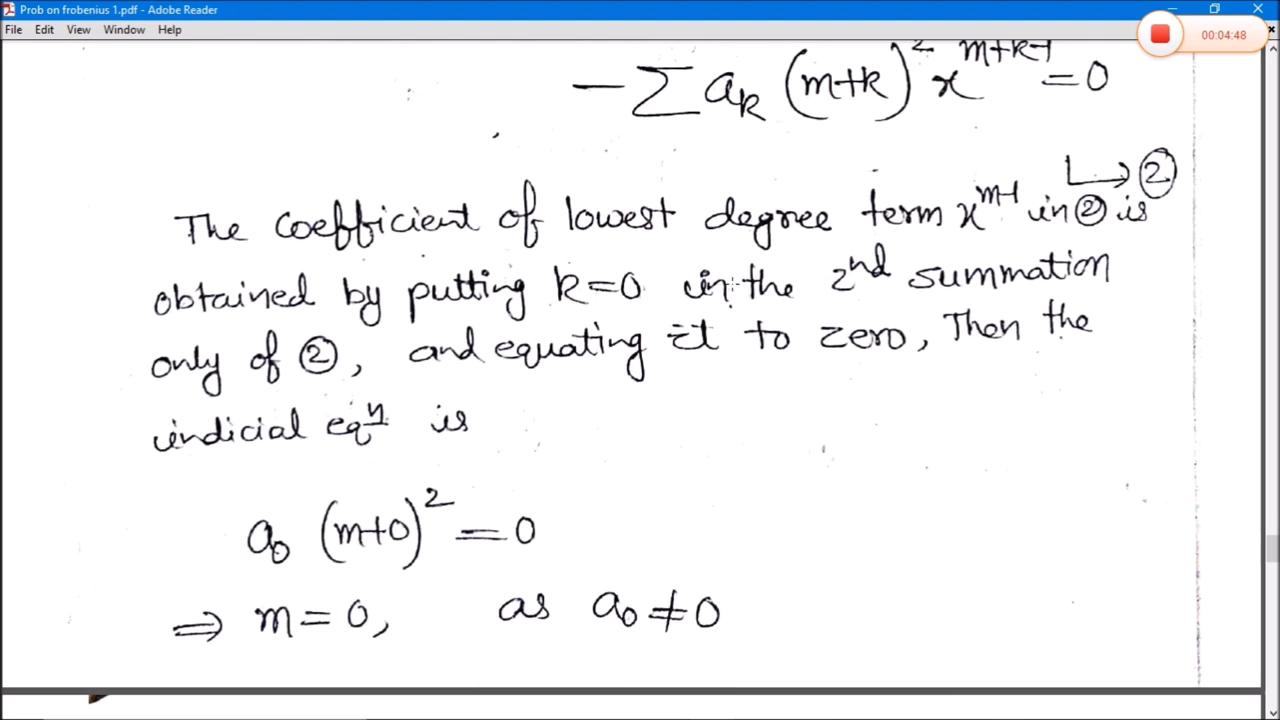 Prob on frobenius 1.pdf - Adobe Reader
File Edit View Window Help
00:04:48
- ∑ a_k (m+k)^2 x^{m+k-1} = 0
↳ ②
The coefficient of lowest degree term x^{m-1} in ② is
obtained by putting k=0 in the 2nd summation
only of ②, and equating it to zero, Then the
indicial eqn is
a_0 (m+0)^2 = 0
⇒ m = 0, as a_0 ≠ 0